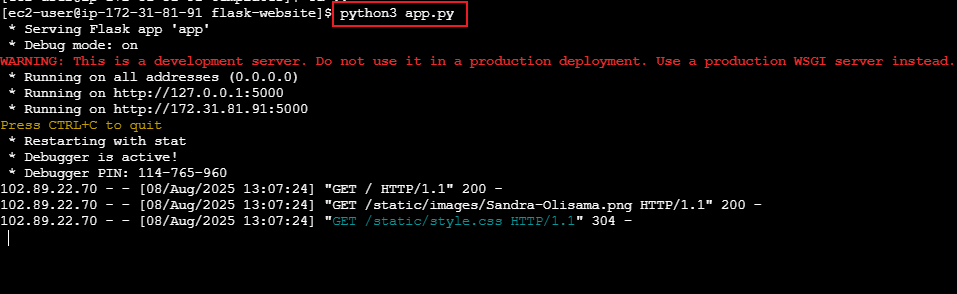 [ec2-user@ip-172-31-81-91 flask-website]$ python3 app.py
 * Serving Flask app 'app'
 * Debug mode: on
WARNING: This is a development server. Do not use it in a production deployment. Use a production WSGI server instead.
 * Running on all addresses (0.0.0.0)
 * Running on http://127.0.0.1:5000
 * Running on http://172.31.81.91:5000
Press CTRL+C to quit
 * Restarting with stat
 * Debugger is active!
 * Debugger PIN: 114-765-960
102.89.22.70 - - [08/Aug/2025 13:07:24] "GET / HTTP/1.1" 200 -
102.89.22.70 - - [08/Aug/2025 13:07:24] "GET /static/images/Sandra-Olisama.png HTTP/1.1" 200 -
102.89.22.70 - - [08/Aug/2025 13:07:24] "GET /static/style.css HTTP/1.1" 304 -